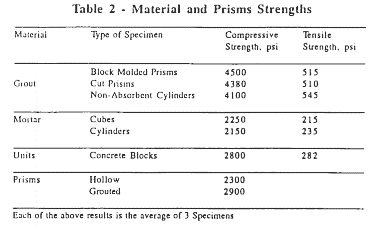 Table 2 - Material and Prisms Strengths
Material Type of Specimen Compressive Strength, psi Tensile Strength, psi
Block Molded Prisms 4500 515
Grout Cut Prisms 4380 510
Non-Absorbent Cylinders 4100 545
Mortar Cubes 2250 215
Cylinders 2150 235
Units Concrete Blocks 2800 282
Prisms Hollow 2300
Grouted 2900
Each of the above results is the average of 3 Specimens